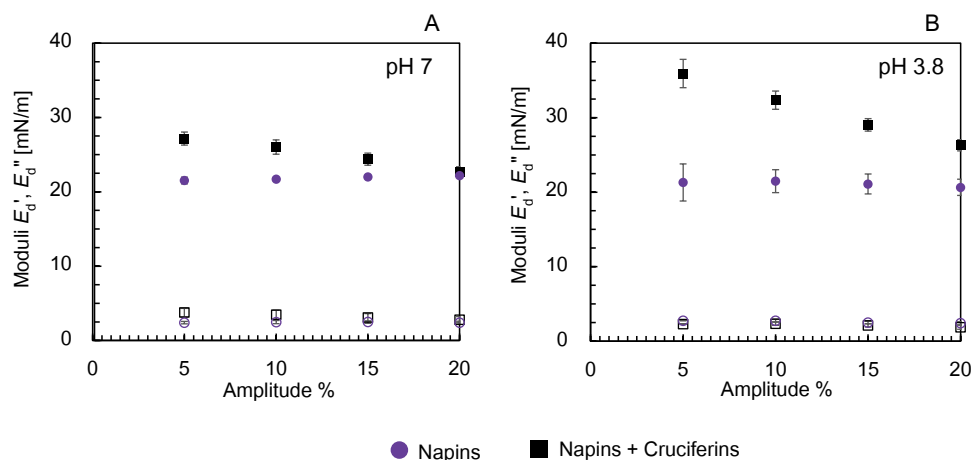 A
Moduli E_d', E_d'' [mN/m]
40
30
20
10
0
pH 7
0 5 10 15 20
Amplitude %
B
Moduli E_d', E_d'' [mN/m]
40
30
20
10
0
pH 3.8
0 5 10 15 20
Amplitude %
Napins
Napins + Cruciferins